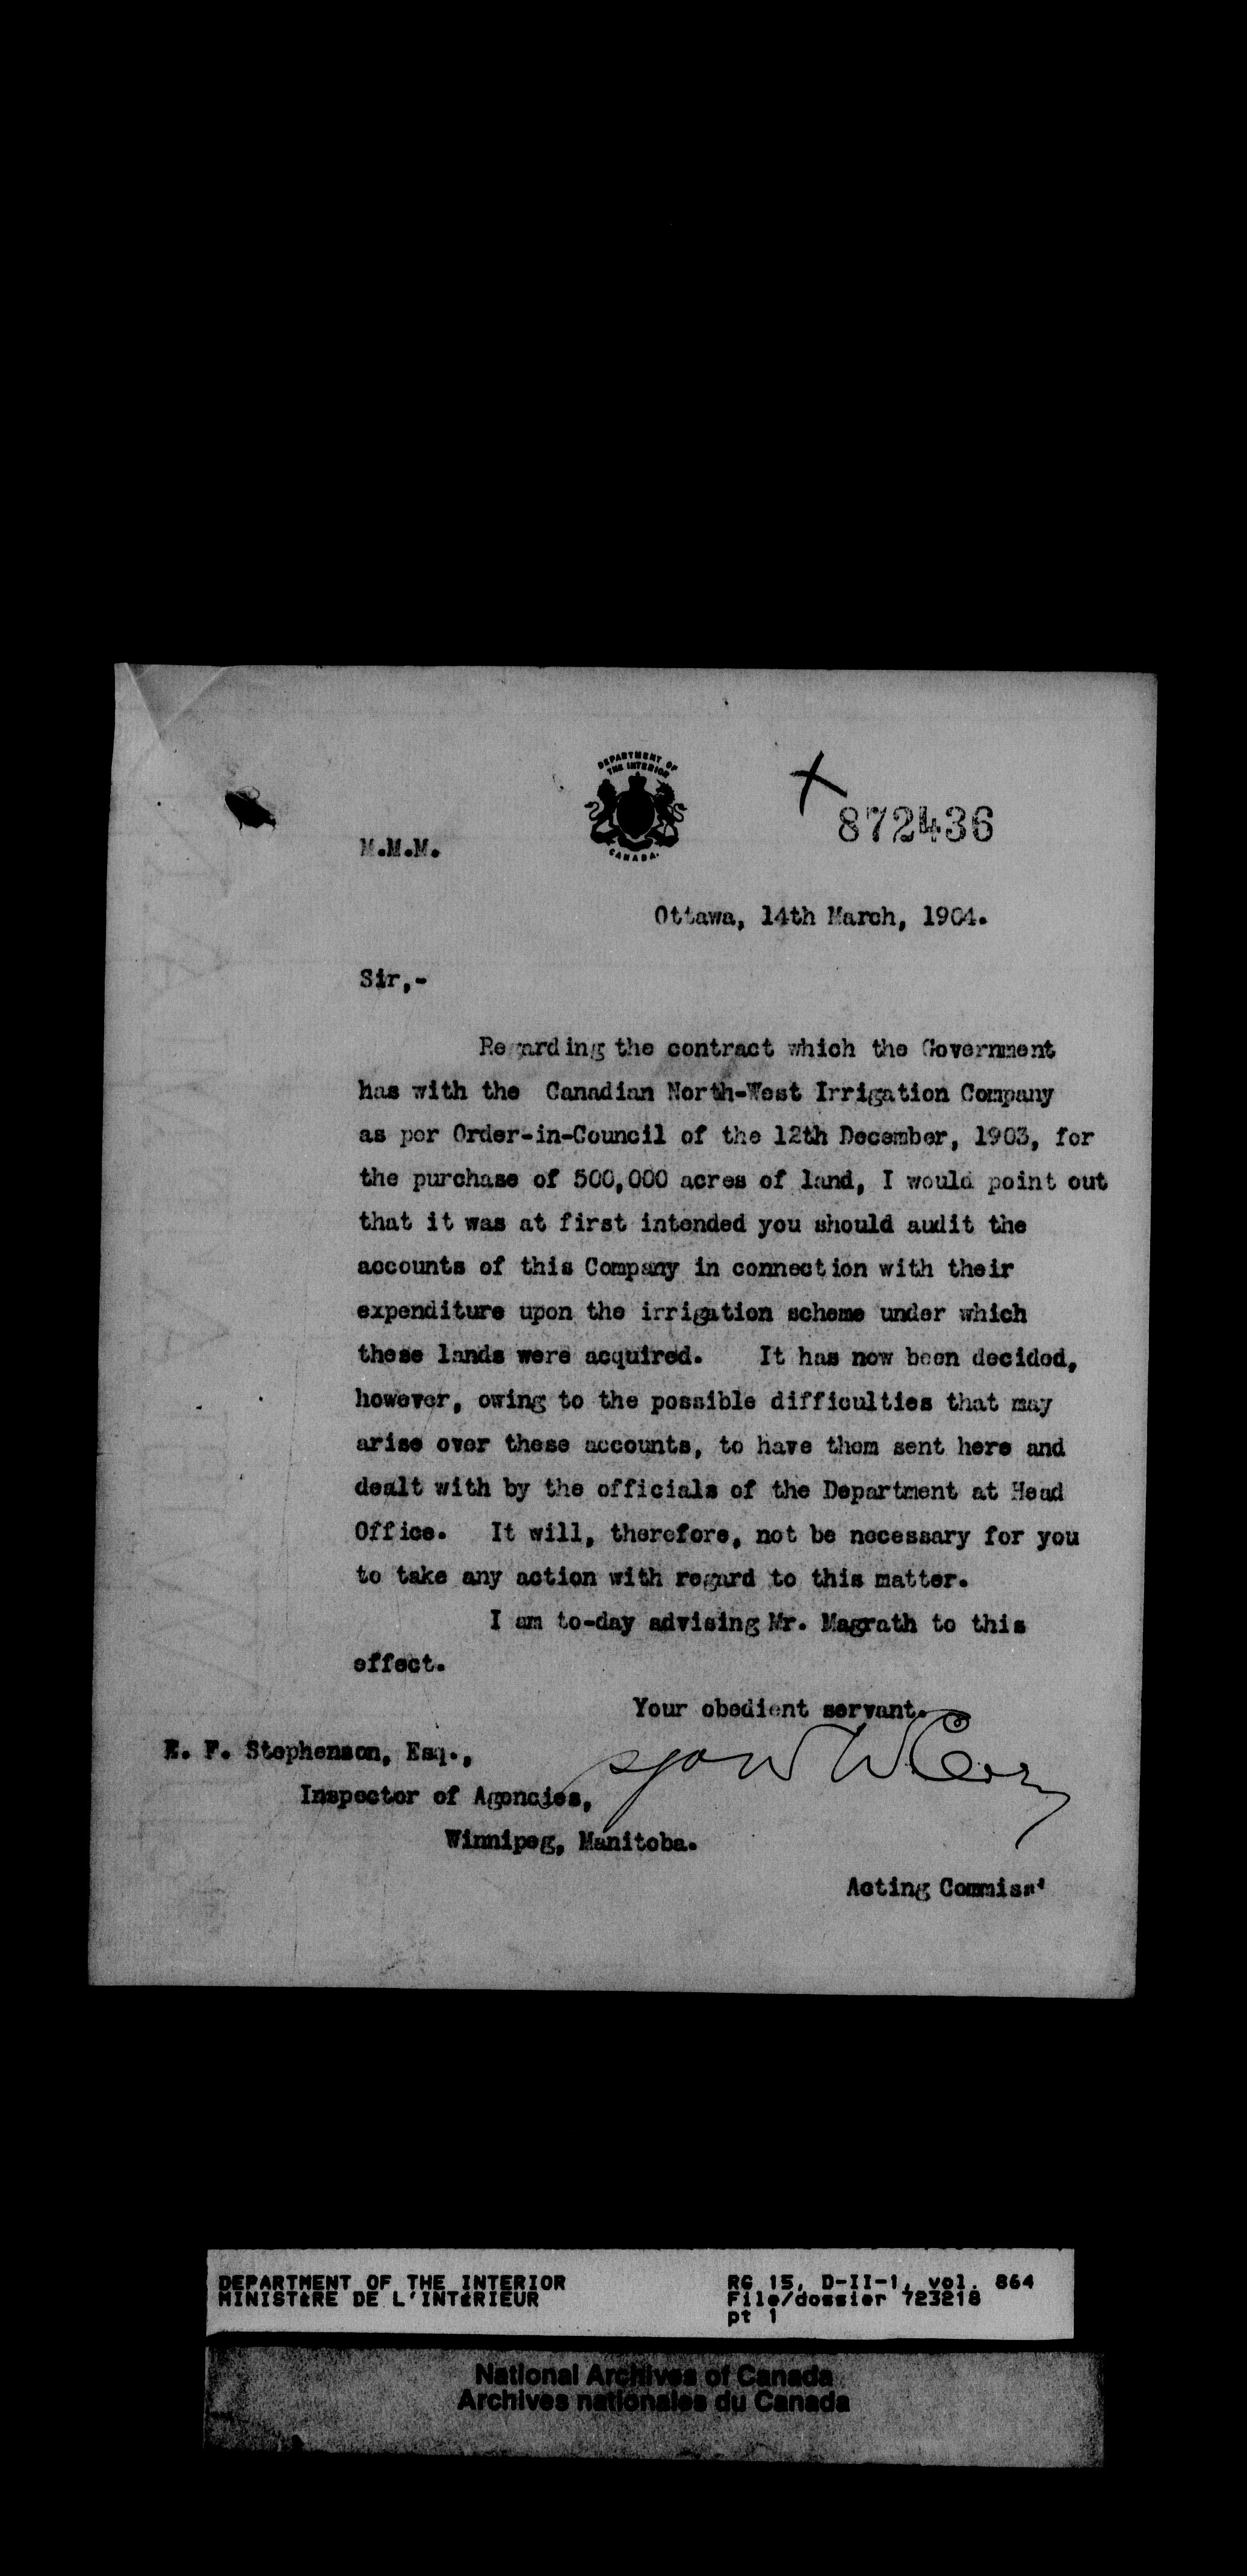 DEPARTMENT OF
THE INTERIOR
CANADA.
872436
M.M.M.
Ottawa, 14th March, 1904.
Sir,-
Regarding the contract which the Government
has with the Canadian North-West Irrigation Company
as per Order-in-Council of the 12th December, 1903, for
the purchase of 500,000 acres of land, I would point out
that it was at first intended you should audit the
accounts of this Company in connection with their
expenditure upon the irrigation scheme under which
these lands were acquired. It has now been decided,
however, owing to the possible difficulties that may
arise over these accounts, to have them sent here and
dealt with by the officials of the Department at Head
Office. It will, therefore, not be necessary for you
to take any action with regard to this matter.
I am to-day advising Mr. Magrath to this
effect.
Your obedient servant.
E. F. Stephenson, Esq.,
Inspector of Agencies,
Winnipeg, Manitoba.
Acting Commiss'
DEPARTMENT OF THE INTERIOR
MINISTÈRE DE L'INTÉRIEUR
RG 15, D-II-1, vol. 864
File/dossier 723218
pt 1
National Archives of Canada
Archives nationales du Canada